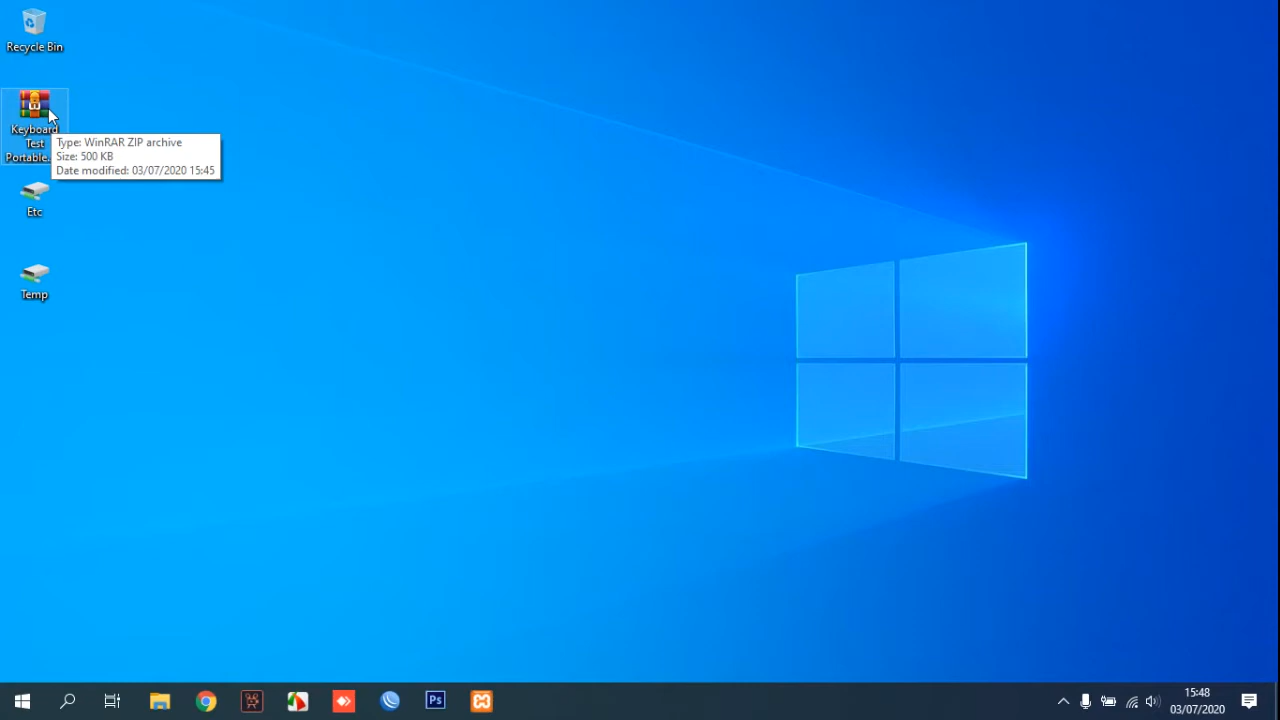 Recycle Bin
Keyboard
Test
Portable...
Type: WinRAR ZIP archive
Size: 500 KB
Date modified: 03/07/2020 15:45
Etc
Temp
Ps
15:48
03/07/2020